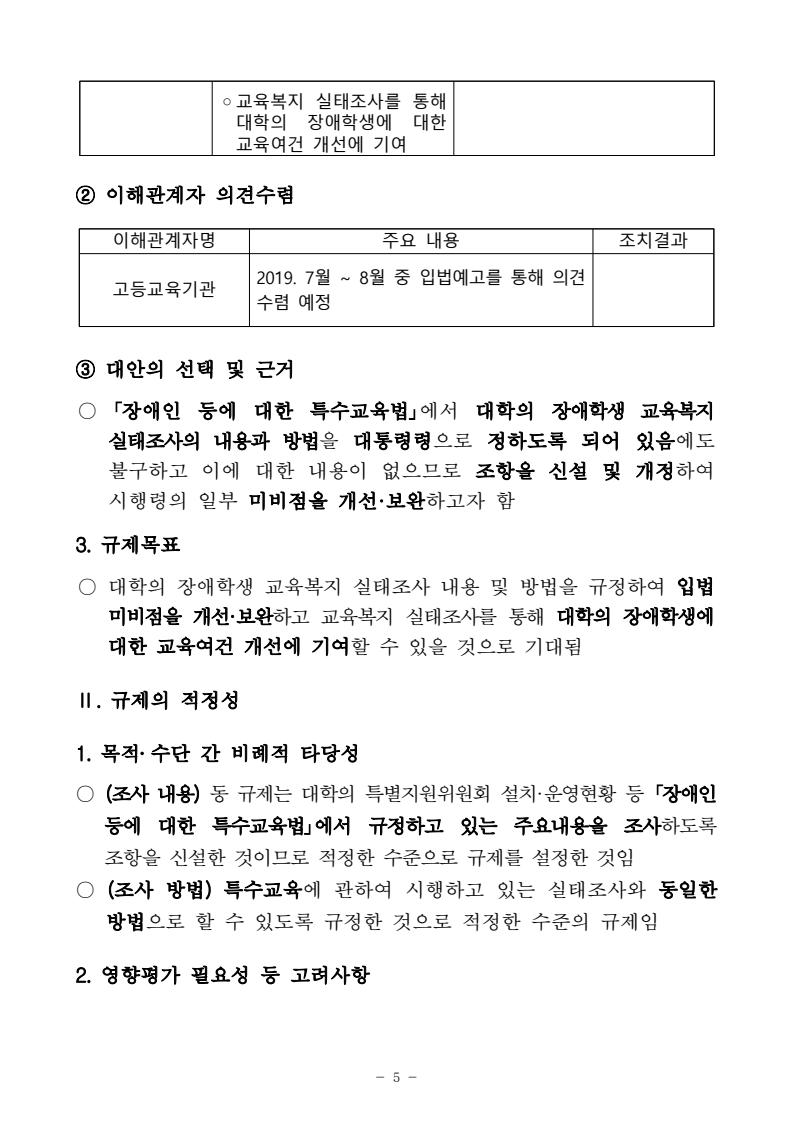 ○ 교육복지 실태조사를 통해
대학의 장애학생에 대한
교육여건 개선에 기여
② 이해관계자 의견수렴
이해관계자명 주요 내용 조치결과
고등교육기관
2019. 7월 ~ 8월 중 입법예고를 통해 의견
수렴 예정
③ 대안의 선택 및 근거
○ 「장애인 등에 대한 특수교육법」에서 대학의 장애학생 교육복지
실태조사의 내용과 방법을 대통령령으로 정하도록 되어 있음에도
불구하고 이에 대한 내용이 없으므로 조항을 신설 및 개정하여
시행령의 일부 미비점을 개선·보완하고자 함
3. 규제목표
○ 대학의 장애학생 교육복지 실태조사 내용 및 방법을 규정하여 입법
미비점을 개선·보완하고 교육복지 실태조사를 통해 대학의 장애학생에
대한 교육여건 개선에 기여할 수 있을 것으로 기대됨
Ⅱ. 규제의 적정성
1. 목적·수단 간 비례적 타당성
○ (조사 내용) 동 규제는 대학의 특별지원위원회 설치·운영현황 등 「장애인
등에 대한 특수교육법」에서 규정하고 있는 주요내용을 조사하도록
조항을 신설한 것이므로 적정한 수준으로 규제를 설정한 것임
○ (조사 방법) 특수교육에 관하여 시행하고 있는 실태조사와 동일한
방법으로 할 수 있도록 규정한 것으로 적정한 수준의 규제임
2. 영향평가 필요성 등 고려사항
- 5 -